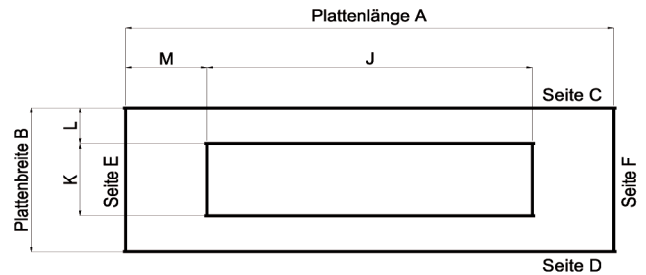 Plattenlänge A
M
J
Seite C
L
Plattenbreite B
K
Seite E
Seite F
Seite D